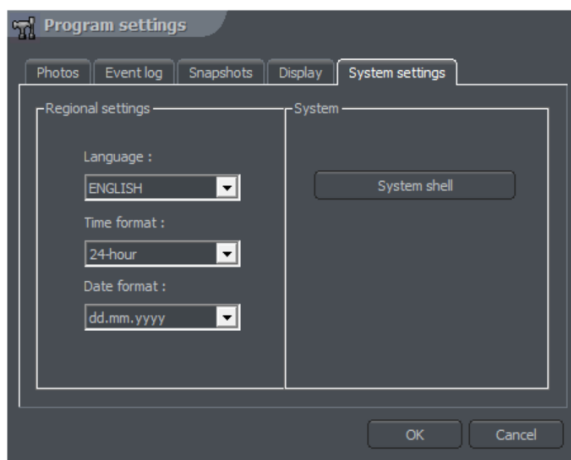 Program settings
Photos Event log Snapshots Display System settings
Regional settings
Language :
ENGLISH
Time format :
24-hour
Date format :
dd.mm.yyyy
System
System shell
OK Cancel